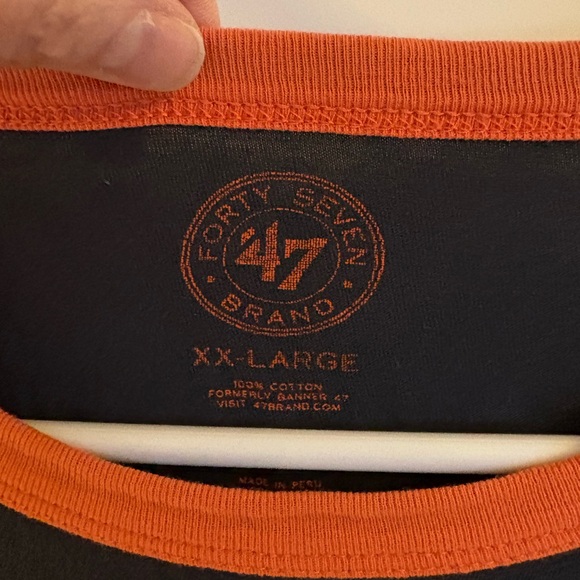 FORTY SEVEN
'47
BRAND
XX-LARGE
100% COTTON
FORMERLY BANNER 47
VISIT 47BRAND.COM
MADE IN PERU